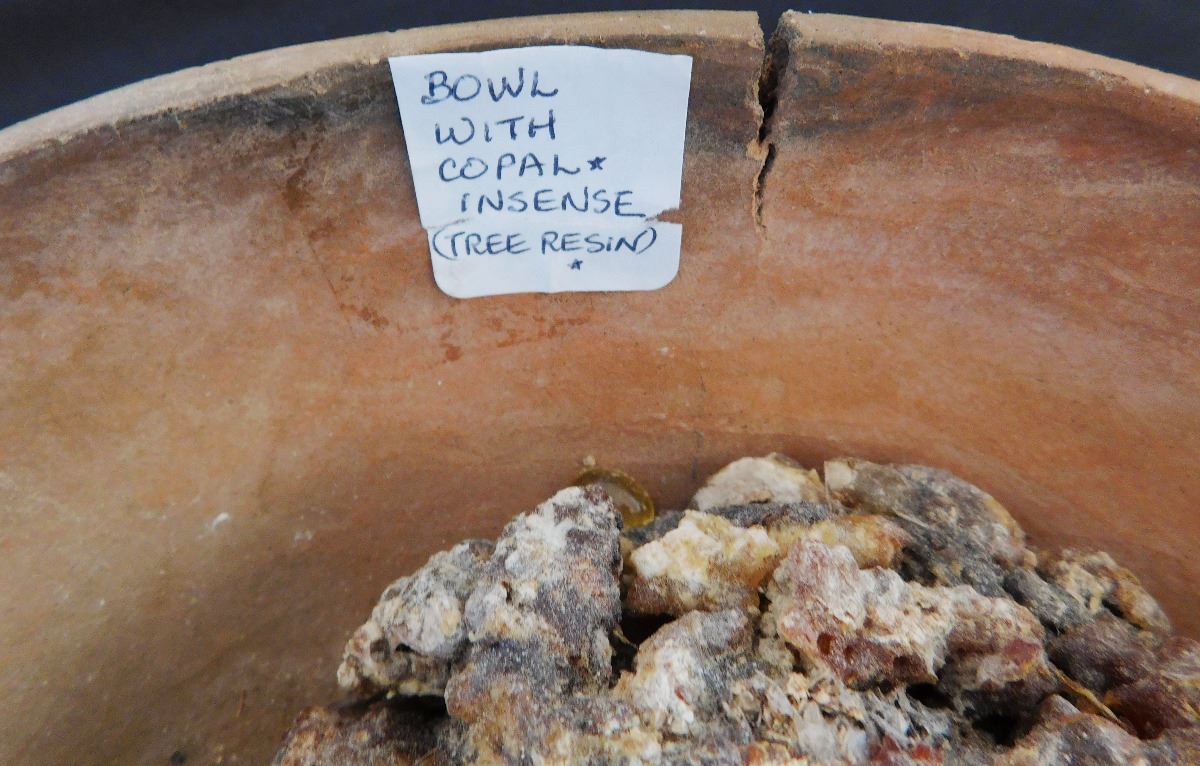 BOWL
WITH
COPAL*
INSENSE
(TREE RESIN)
*